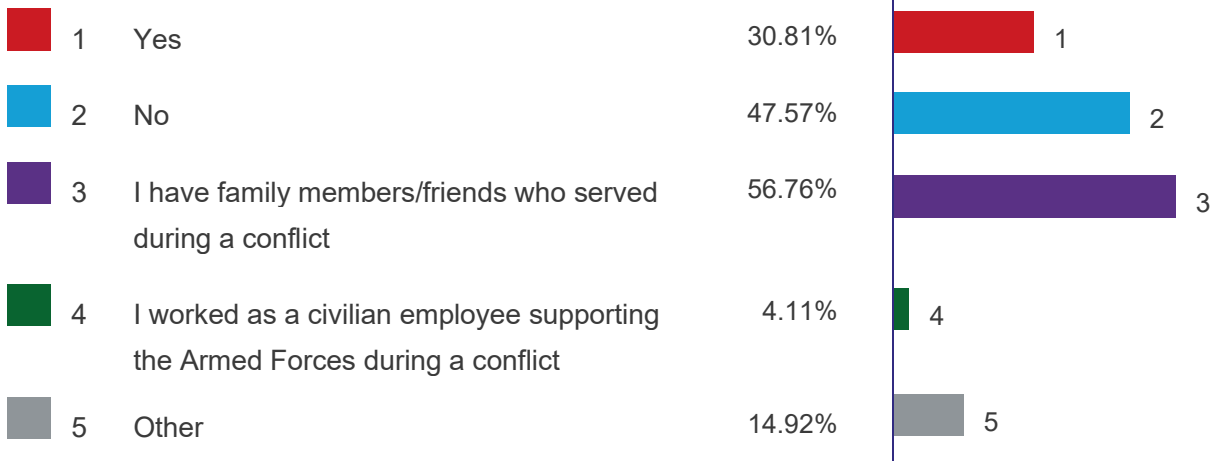 1 Yes 30.81% 1
2 No 47.57% 2
3 I have family members/friends who served 56.76% 3
during a conflict
4 I worked as a civilian employee supporting 4.11% 4
the Armed Forces during a conflict
5 Other 14.92% 5